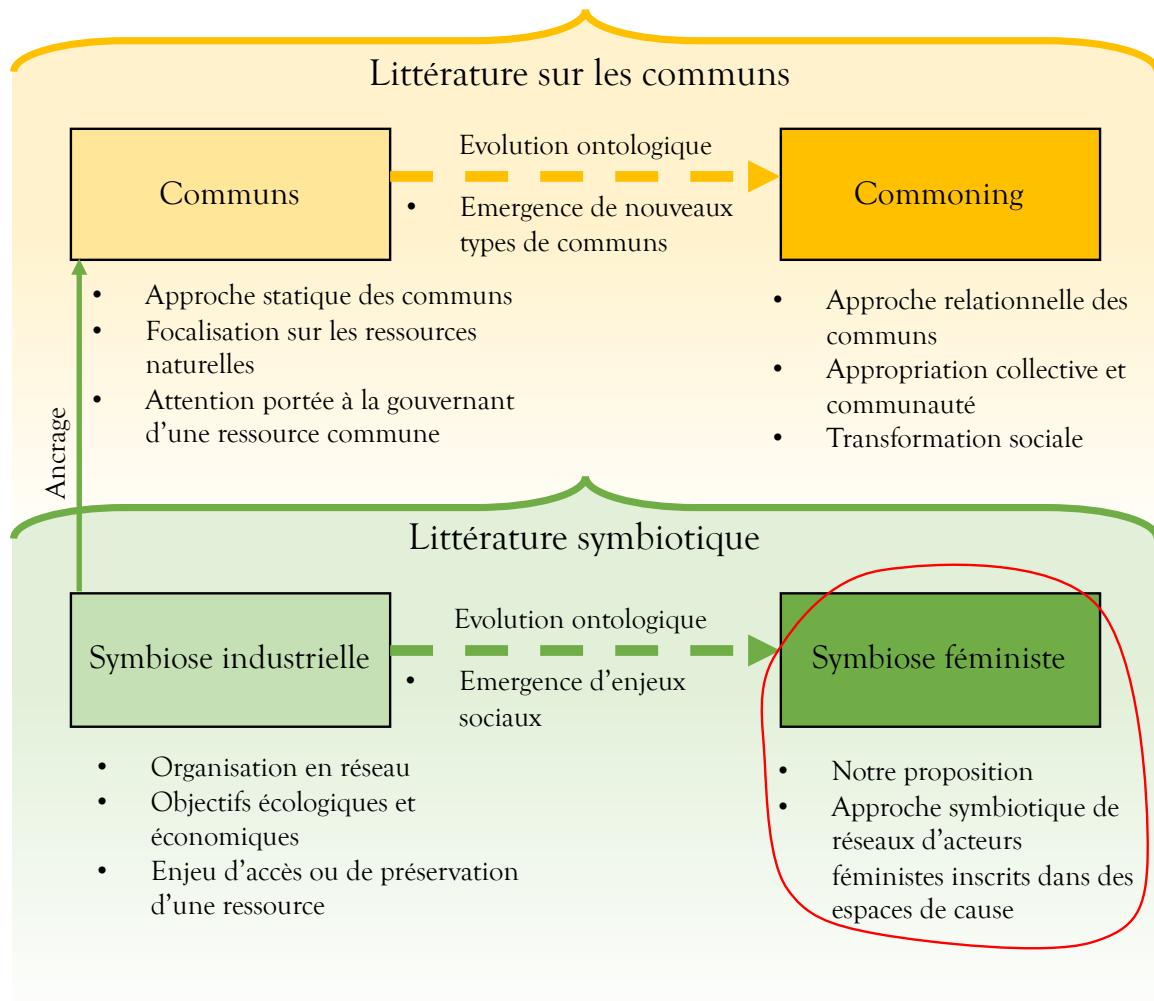 Littérature sur les communs
Communs
Evolution ontologique
• Emergence de nouveaux
types de communs
Commoning
• Approche statique des communs
• Focalisation sur les ressources
naturelles
• Attention portée à la gouvernant
d'une ressource commune
• Approche relationnelle des
communs
• Appropriation collective et
communauté
• Transformation sociale
Ancrage
Littérature symbiotique
Symbiose industrielle
Evolution ontologique
• Emergence d'enjeux
sociaux
Symbiose féministe
• Organisation en réseau
• Objectifs écologiques et
économiques
• Enjeu d'accès ou de préservation
d'une ressource
• Notre proposition
• Approche symbiotique de
réseaux d'acteurs
féministes inscrits dans des
espaces de cause